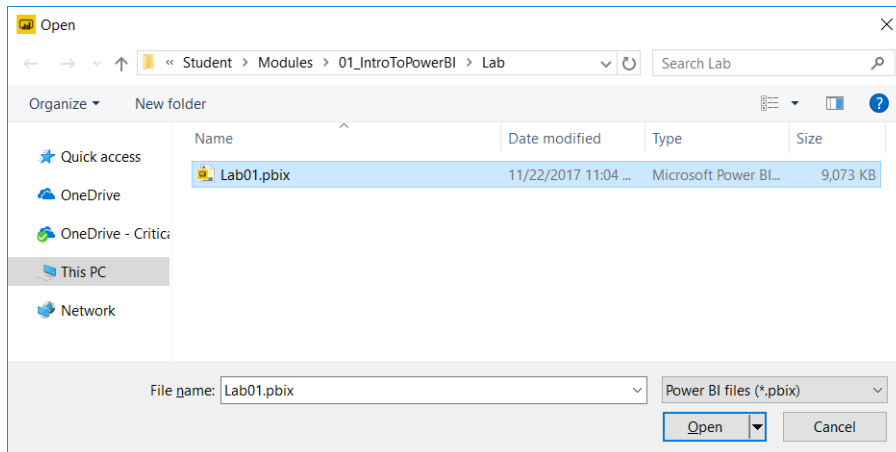 Open
« Student > Modules > 01_IntroToPowerBI > Lab
Search Lab
Organize
New folder
Name
Date modified
Type
Size
Quick access
Lab01.pbix
11/22/2017 11:04 ...
Microsoft Power BI...
9,073 KB
OneDrive
OneDrive - Critica
This PC
Network
File name:
Lab01.pbix
Power BI files (*.pbix)
Open
Cancel